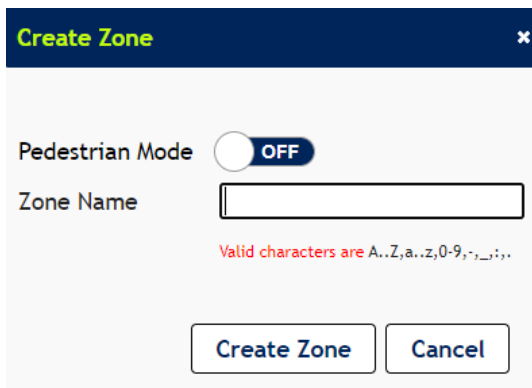 Create Zone ×
Pedestrian Mode OFF
Zone Name
Valid characters are A..Z,a..z,0-9,-,_,:,.
Create Zone Cancel